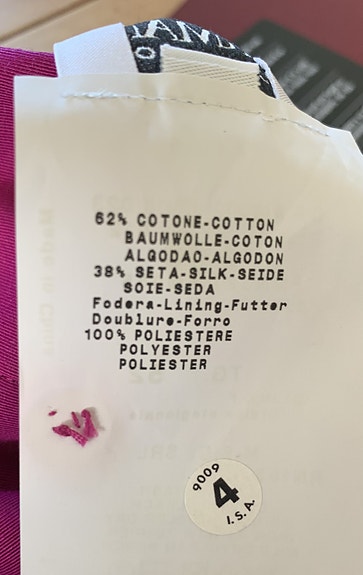 62% COTONE-COTTON
BAUMWOLLE-COTON
ALGODAO-ALGODON
38% SETA-SILK-SEIDE
SOIE-SEDA
Fodera-Lining-Futter
Doublure-Forro
100% POLIESTERE
POLYESTER
POLIESTER
9009
4
I.S.A.